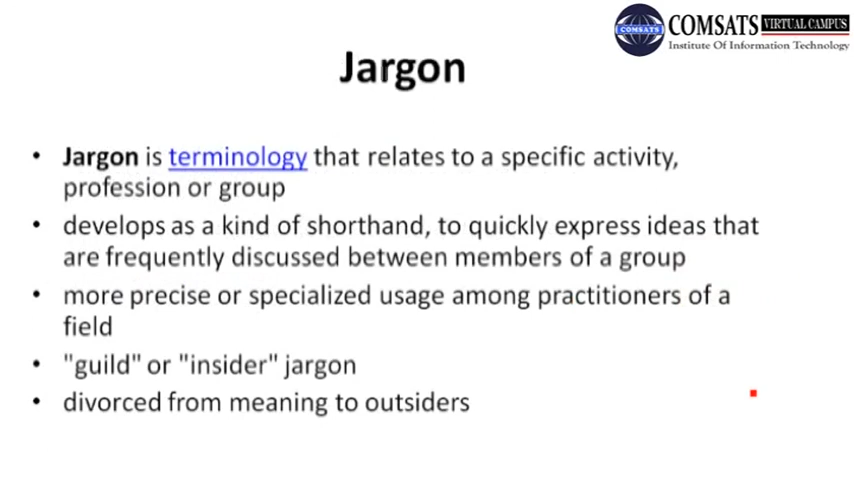 COMSATS VIRTUAL CAMPUS
COMSATS
Institute Of Information Technology
Jargon
• Jargon is terminology that relates to a specific activity,
profession or group
• develops as a kind of shorthand, to quickly express ideas that
are frequently discussed between members of a group
• more precise or specialized usage among practitioners of a
field
• "guild" or "insider" jargon
• divorced from meaning to outsiders